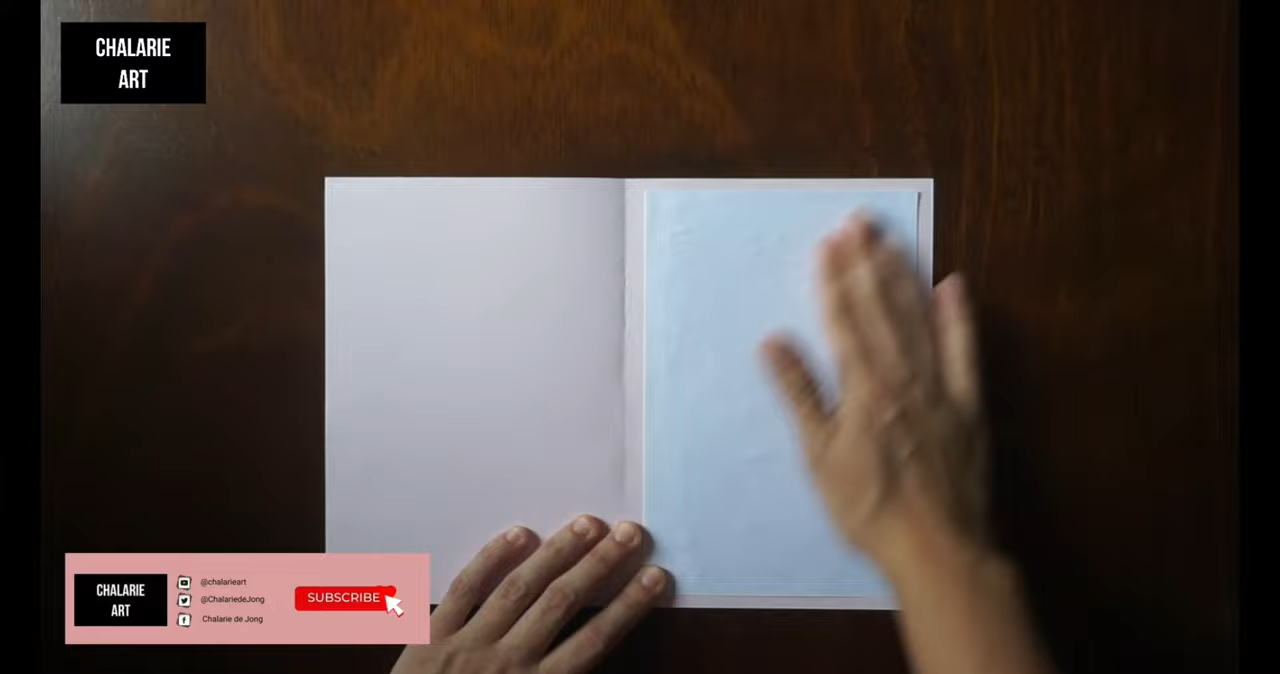 CHALARIE
ART
CHALARIE
ART
@chalarieart
@ChalariedeJong
Chalarie de Jong
SUBSCRIBE